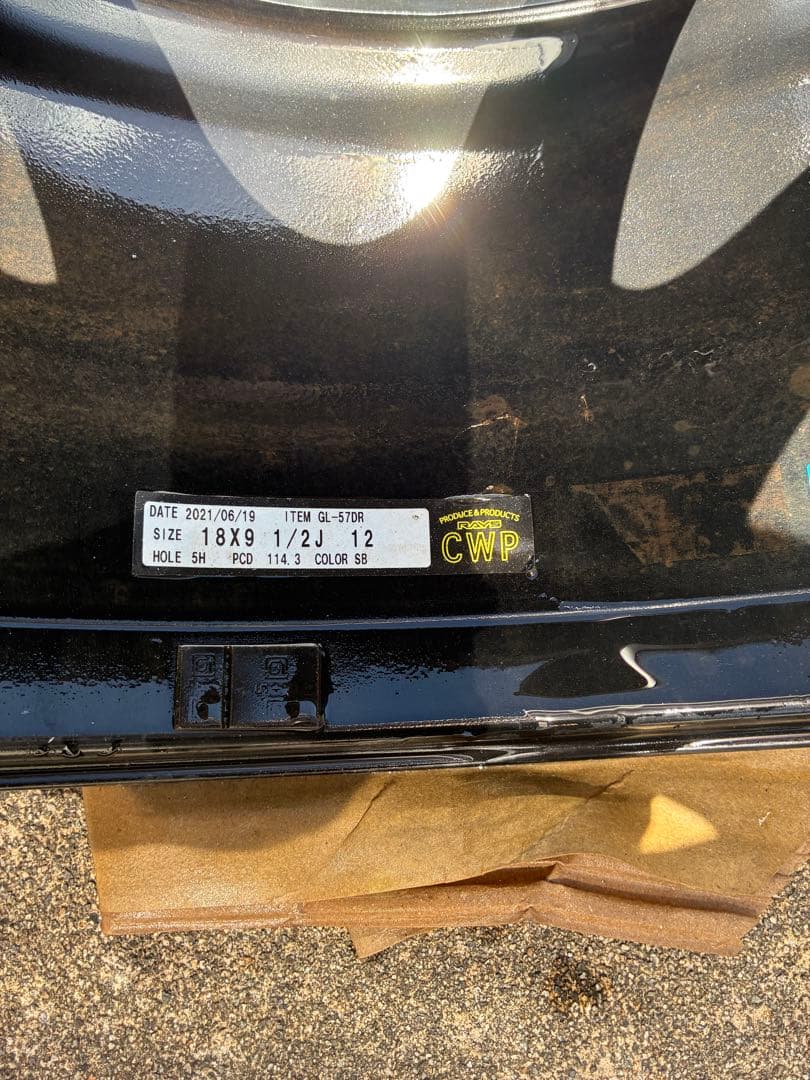 DATE 2021/06/19 ITEM GL-57DR
SIZE 18X9 1/2J 12
HOLE 5H PCD 114.3 COLOR SB
PRODUCE & PRODUCTS
RAYS
CWP